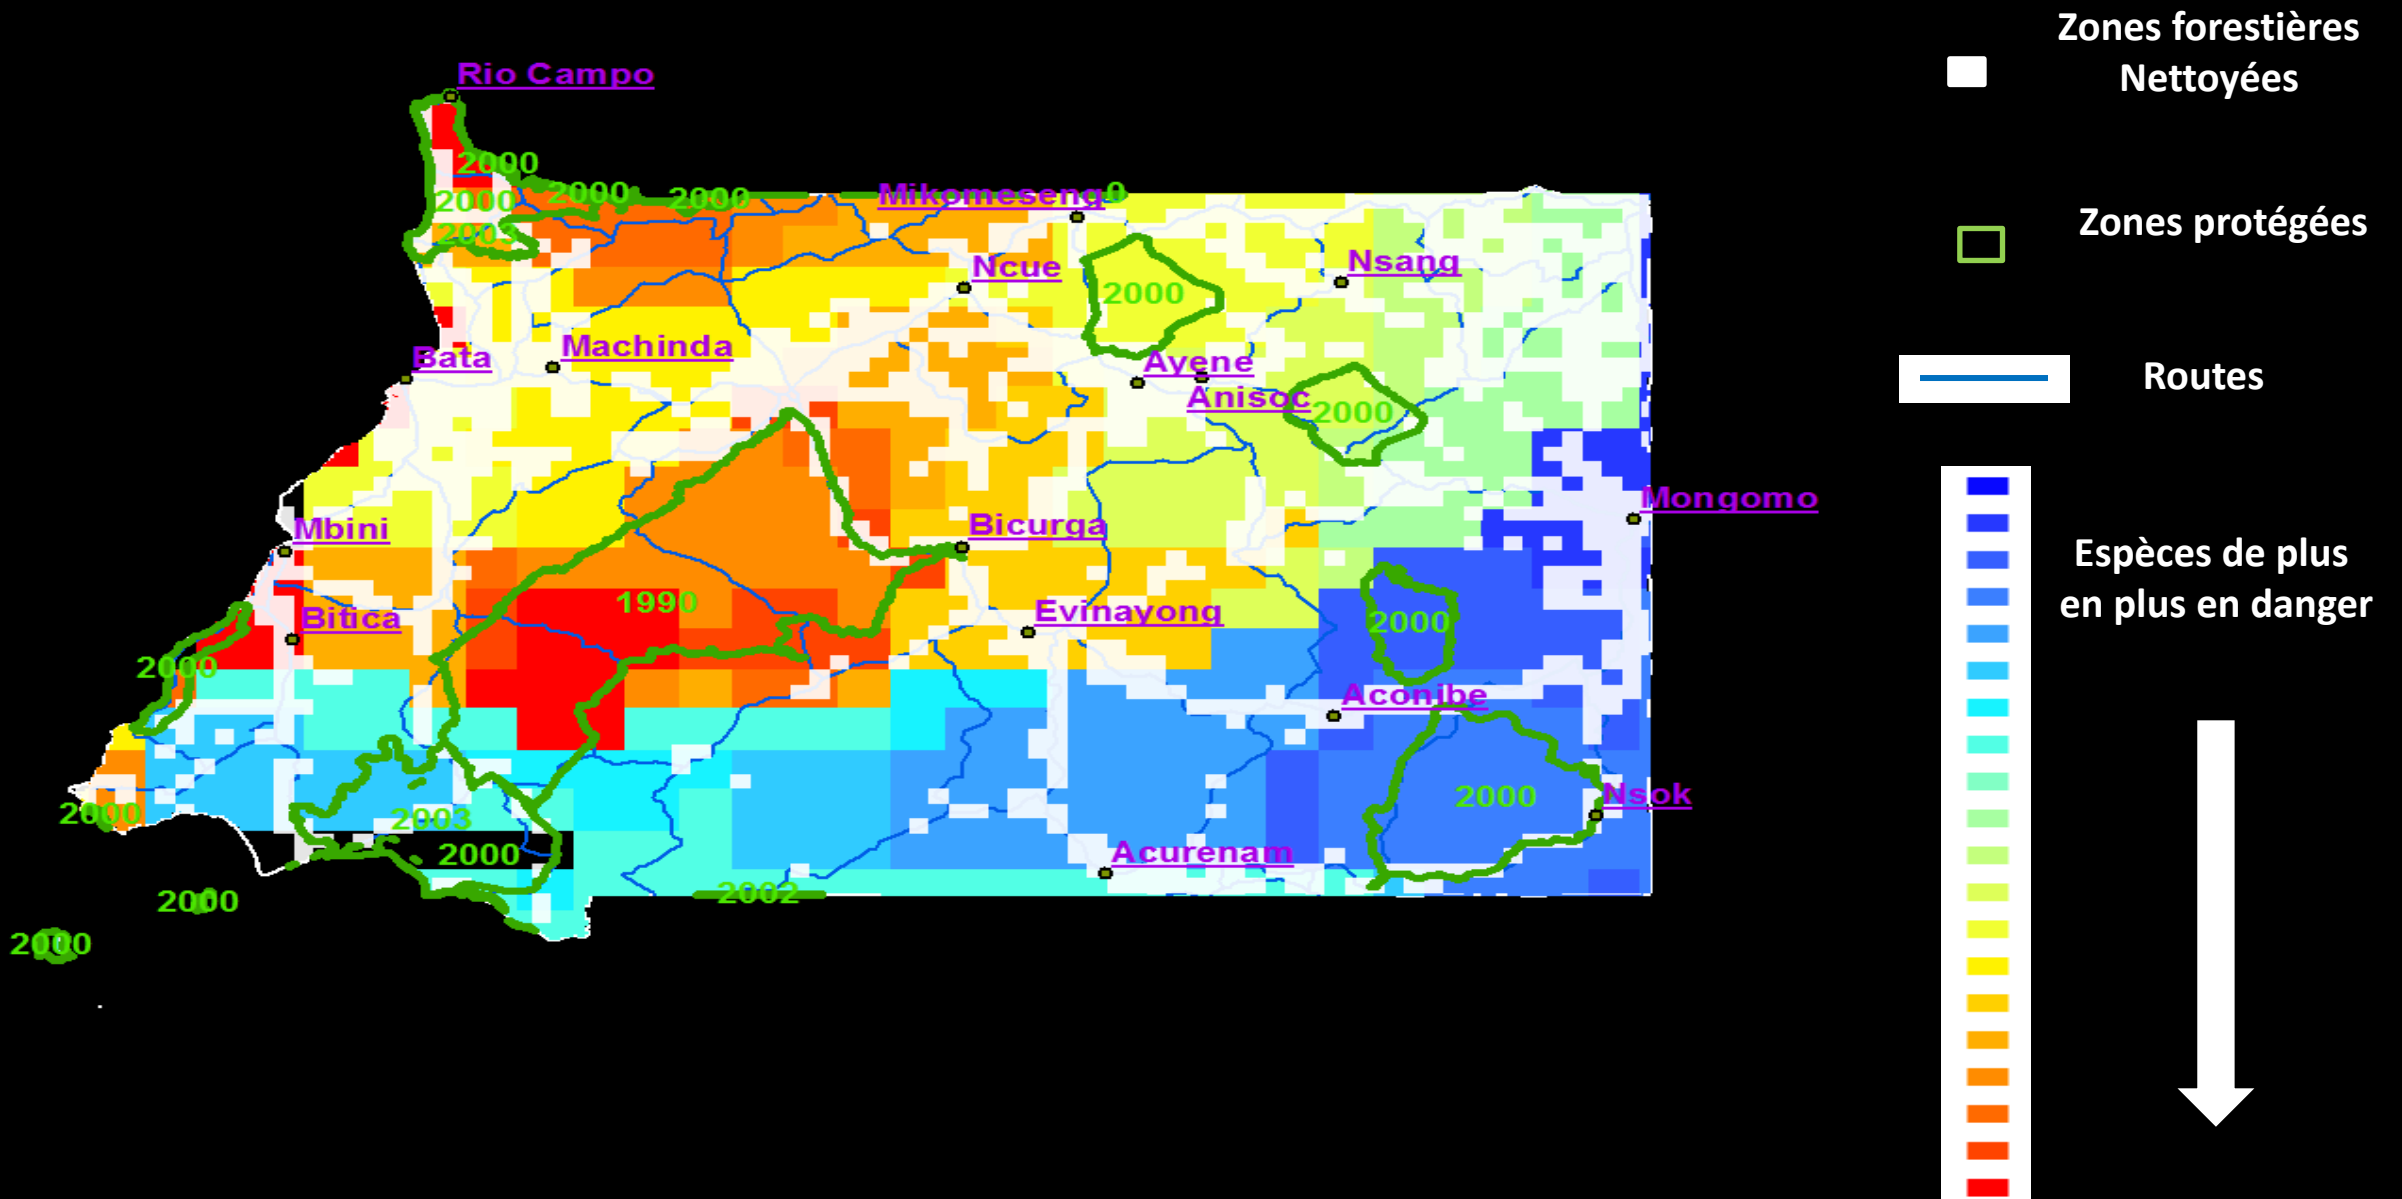 Zones forestières
Nettoyées
Rio Campo
2000
2000
2000
Mikomeseng
0
2000
Zones protégées
2003
Ncue
Nsang
2000
Bata
Machinda
Ayene
Routes
Anisoc
2000
Mbini
Bicurga
Mongomo
Espèces de plus
en plus en danger
1990
Bitica
Evinayong
2000
2000
Aconibe
2000
2003
2000
Nsok
2000
Acurenam
2000
2002
2000